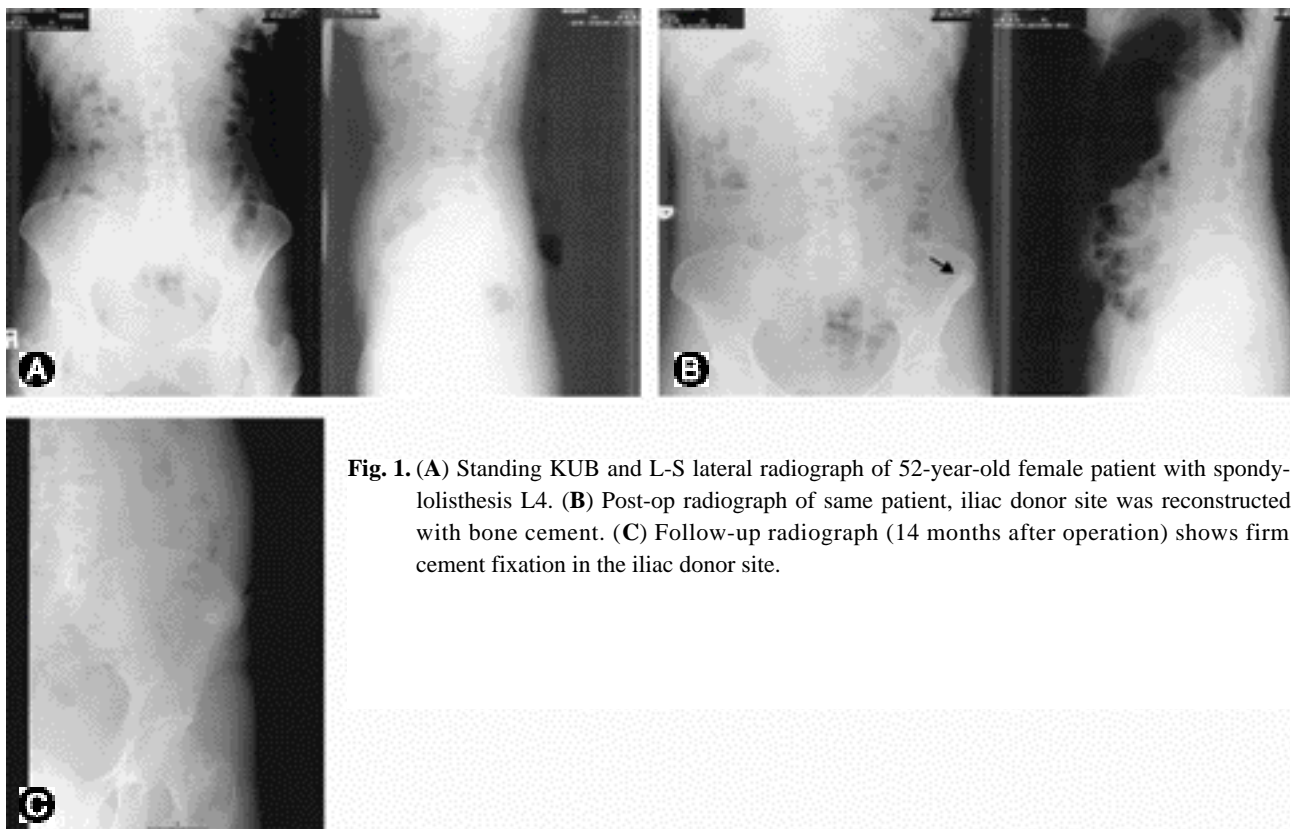 A
B
R
C
Fig. 1. (A) Standing KUB and L-S lateral radiograph of 52-year-old female patient with spondy-
lolisthesis L4. (B) Post-op radiograph of same patient, iliac donor site was reconstructed
with bone cement. (C) Follow-up radiograph (14 months after operation) shows firm
cement fixation in the iliac donor site.